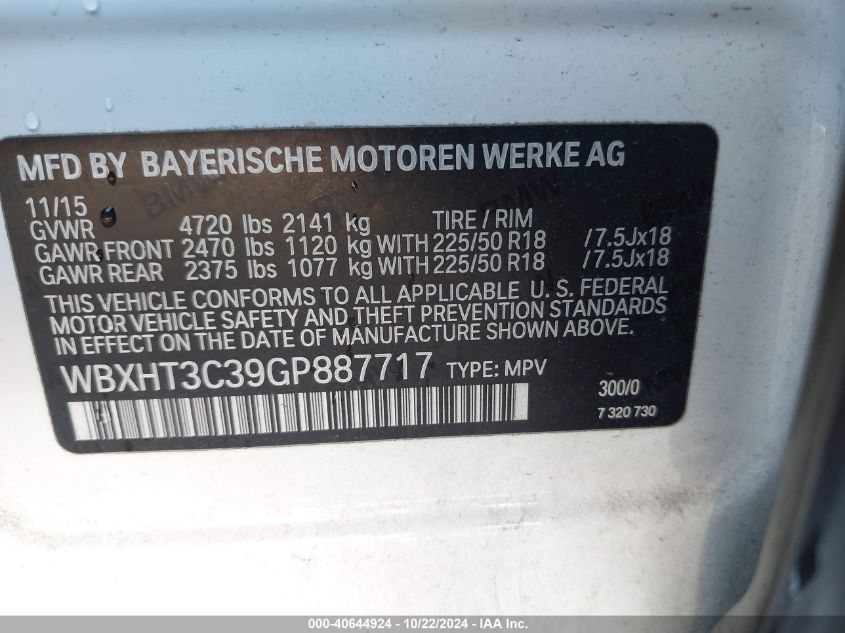 MFD BY BAYERISCHE MOTOREN WERKE AG
11/15
GVWR 4720 lbs 2141 kg TIRE / RIM
GAWR FRONT 2470 lbs 1120 kg WITH 225/50 R18 /7.5Jx18
GAWR REAR 2375 lbs 1077 kg WITH 225/50 R18 /7.5Jx18
THIS VEHICLE CONFORMS TO ALL APPLICABLE U. S. FEDERAL
MOTOR VEHICLE SAFETY AND THEFT PREVENTION STANDARDS
IN EFFECT ON THE DATE OF MANUFACTURE SHOWN ABOVE.
WBXHT3C39GP887717 TYPE: MPV
300/0
7 320 730
000-40644924 - 10/22/2024 - © IAA, Inc.